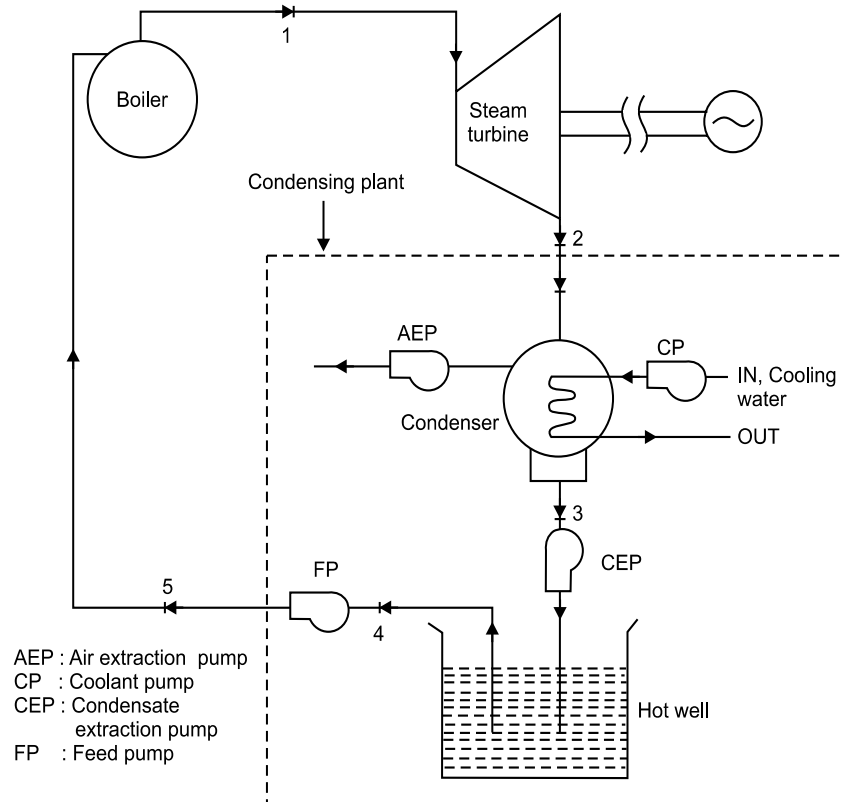 1
Boiler
Steam
turbine
Condensing plant
2
AEP
CP
IN, Cooling
water
Condenser
OUT
3
CEP
FP
5
4
AEP : Air extraction pump
CP : Coolant pump
CEP : Condensate
extraction pump
FP : Feed pump
Hot well